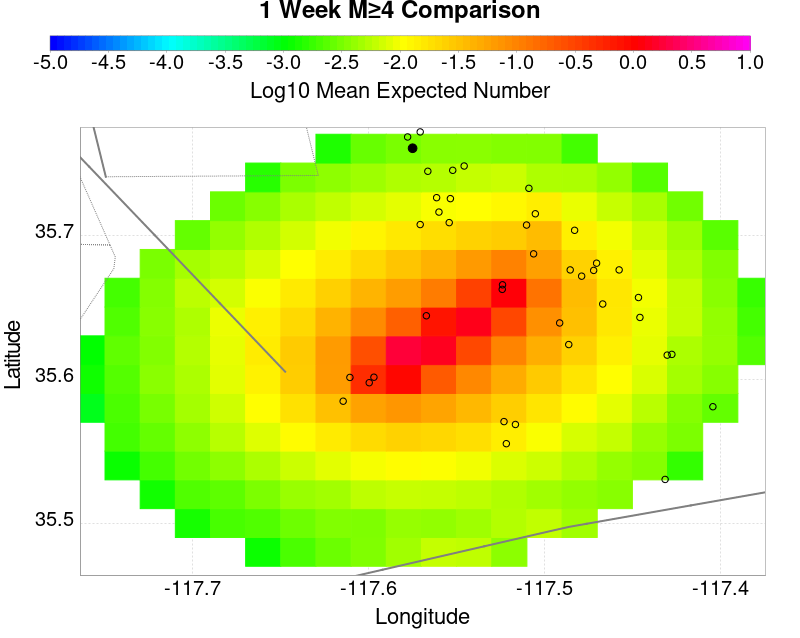 1 Week M≥4 Comparison
-5.0 -4.5 -4.0 -3.5 -3.0 -2.5 -2.0 -1.5 -1.0 -0.5 0.0 0.5 1.0
Log10 Mean Expected Number
35.7
35.6
35.5
Latitude
-117.7 -117.6 -117.5 -117.4
Longitude